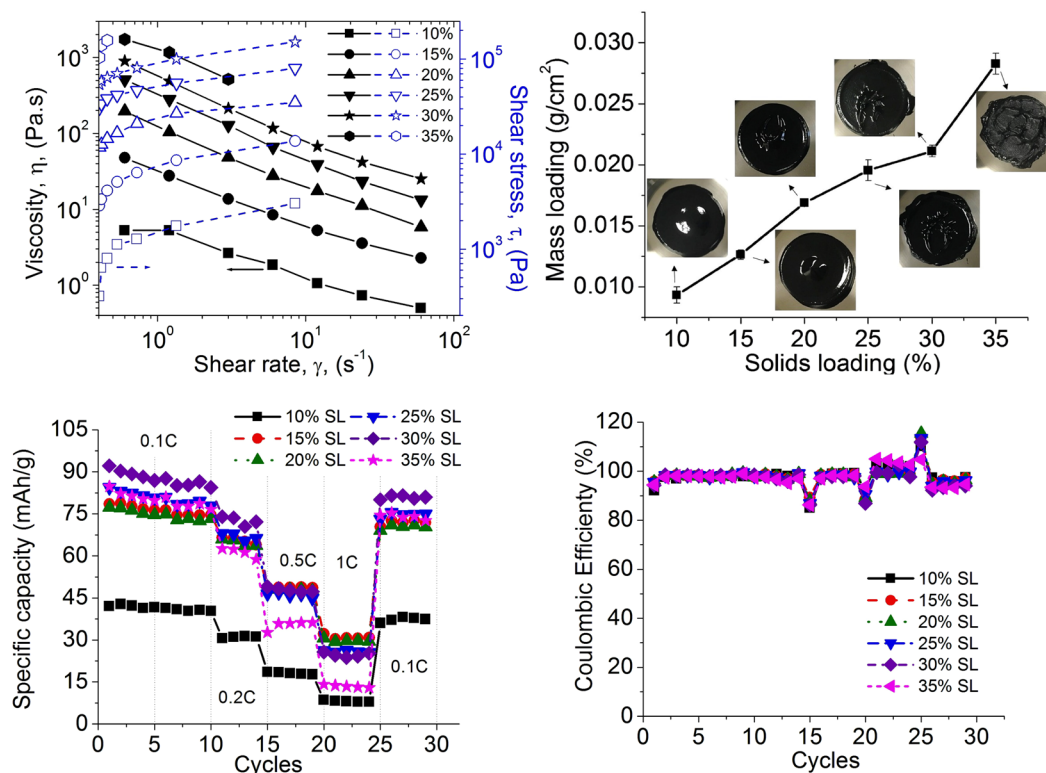 10³
10²
10¹
10⁰
Viscosity, η, (Pa.s)
10%
15%
20%
25%
30%
35%
10⁵
10⁴
10³
Shear stress, τ, (Pa)
10⁰ 10¹ 10²
Shear rate, γ, (s⁻¹)
0.030
0.025
0.020
0.015
0.010
Mass loading (g/cm²)
10 15 20 25 30 35
Solids loading (%)
105
90
75
60
45
30
15
0
Specific capacity (mAh/g)
10% SL 25% SL
15% SL 30% SL
20% SL 35% SL
0.1C
0.5C 1C
0.2C
0.1C
0 5 10 15 20 25 30
Cycles
120
100
80
60
40
20
0
Coulombic Efficienty (%)
10% SL
15% SL
20% SL
25% SL
30% SL
35% SL
0 5 10 15 20 25 30
Cycles